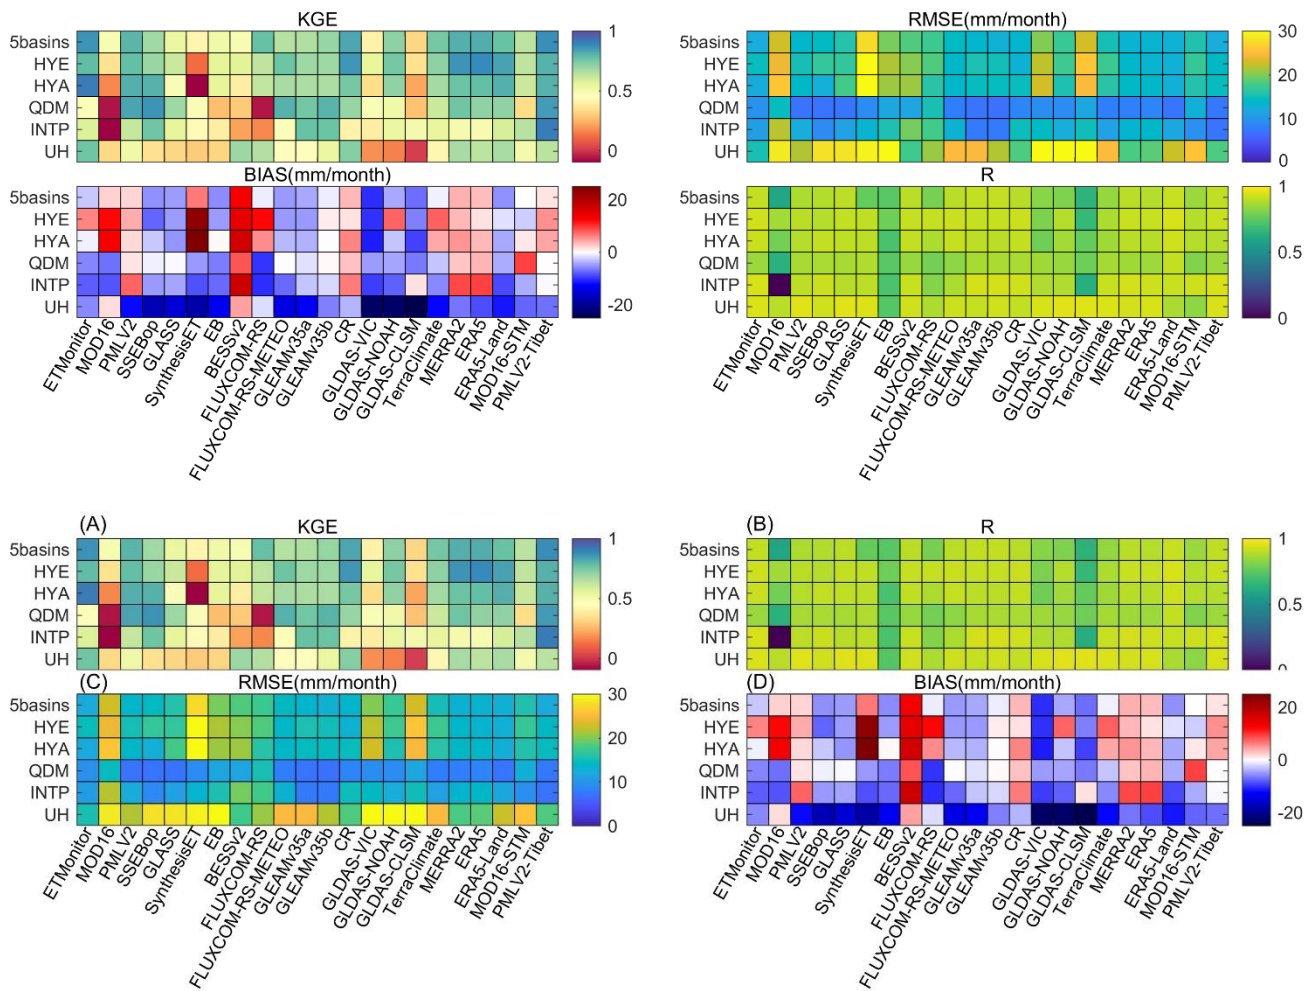 KGE
5basins
HYE
HYA
QDM
INTP
UH
1
0.5
0
BIAS(mm/month)
5basins
HYE
HYA
QDM
INTP
UH
20
10
0
-10
-20
ETMonitor
MOD16
PMLV2
SSEBop
GLASS
SynthesisET
EB
BESSv2
FLUXCOM-RS
FLUXCOM-RS-METEO
GLEAMv35a
GLEAMv35b
CR
GLDAS-VIC
GLDAS-NOAH
GLDAS-CLSM
TerraClimate
MERRA2
ERA5
ERA5-Land
MOD16-STM
PMLV2-Tibet
RMSE(mm/month)
5basins
HYE
HYA
QDM
INTP
UH
30
20
10
0
R
5basins
HYE
HYA
QDM
INTP
UH
1
0.5
0
ETMonitor
MOD16
PMLV2
SSEBop
GLASS
SynthesisET
EB
BESSv2
FLUXCOM-RS
FLUXCOM-RS-METEO
GLEAMv35a
GLEAMv35b
CR
GLDAS-VIC
GLDAS-NOAH
GLDAS-CLSM
TerraClimate
MERRA2
ERA5
ERA5-Land
MOD16-STM
PMLV2-Tibet
(A)
KGE
5basins
HYE
HYA
QDM
INTP
UH
1
0.5
0
(C)
RMSE(mm/month)
5basins
HYE
HYA
QDM
INTP
UH
30
20
10
0
ETMonitor
MOD16
PMLV2
SSEBop
GLASS
SynthesisET
EB
BESSv2
FLUXCOM-RS
FLUXCOM-RS-METEO
GLEAMv35a
GLEAMv35b
CR
GLDAS-VIC
GLDAS-NOAH
GLDAS-CLSM
TerraClimate
MERRA2
ERA5
ERA5-Land
MOD16-STM
PMLV2-Tibet
(B)
R
5basins
HYE
HYA
QDM
INTP
UH
1
0.5
(D)
BIAS(mm/month)
5basins
HYE
HYA
QDM
INTP
UH
20
10
0
-10
-20
ETMonitor
MOD16
PMLV2
SSEBop
GLASS
SynthesisET
EB
BESSv2
FLUXCOM-RS
FLUXCOM-RS-METEO
GLEAMv35a
GLEAMv35b
CR
GLDAS-VIC
GLDAS-NOAH
GLDAS-CLSM
TerraClimate
MERRA2
ERA5
ERA5-Land
MOD16-STM
PMLV2-Tibet